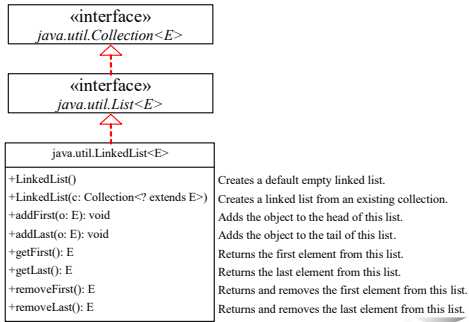 «interface»
java.util.Collection<E>
«interface»
java.util.List<E>
java.util.LinkedList<E>
+LinkedList() Creates a default empty linked list.
+LinkedList(c: Collection<? extends E>) Creates a linked list from an existing collection.
+addFirst(o: E): void Adds the object to the head of this list.
+addLast(o: E): void Adds the object to the tail of this list.
+getFirst(): E Returns the first element from this list.
+getLast(): E Returns the last element from this list.
+removeFirst(): E Returns and removes the first element from this list.
+removeLast(): E Returns and removes the last element from this list.